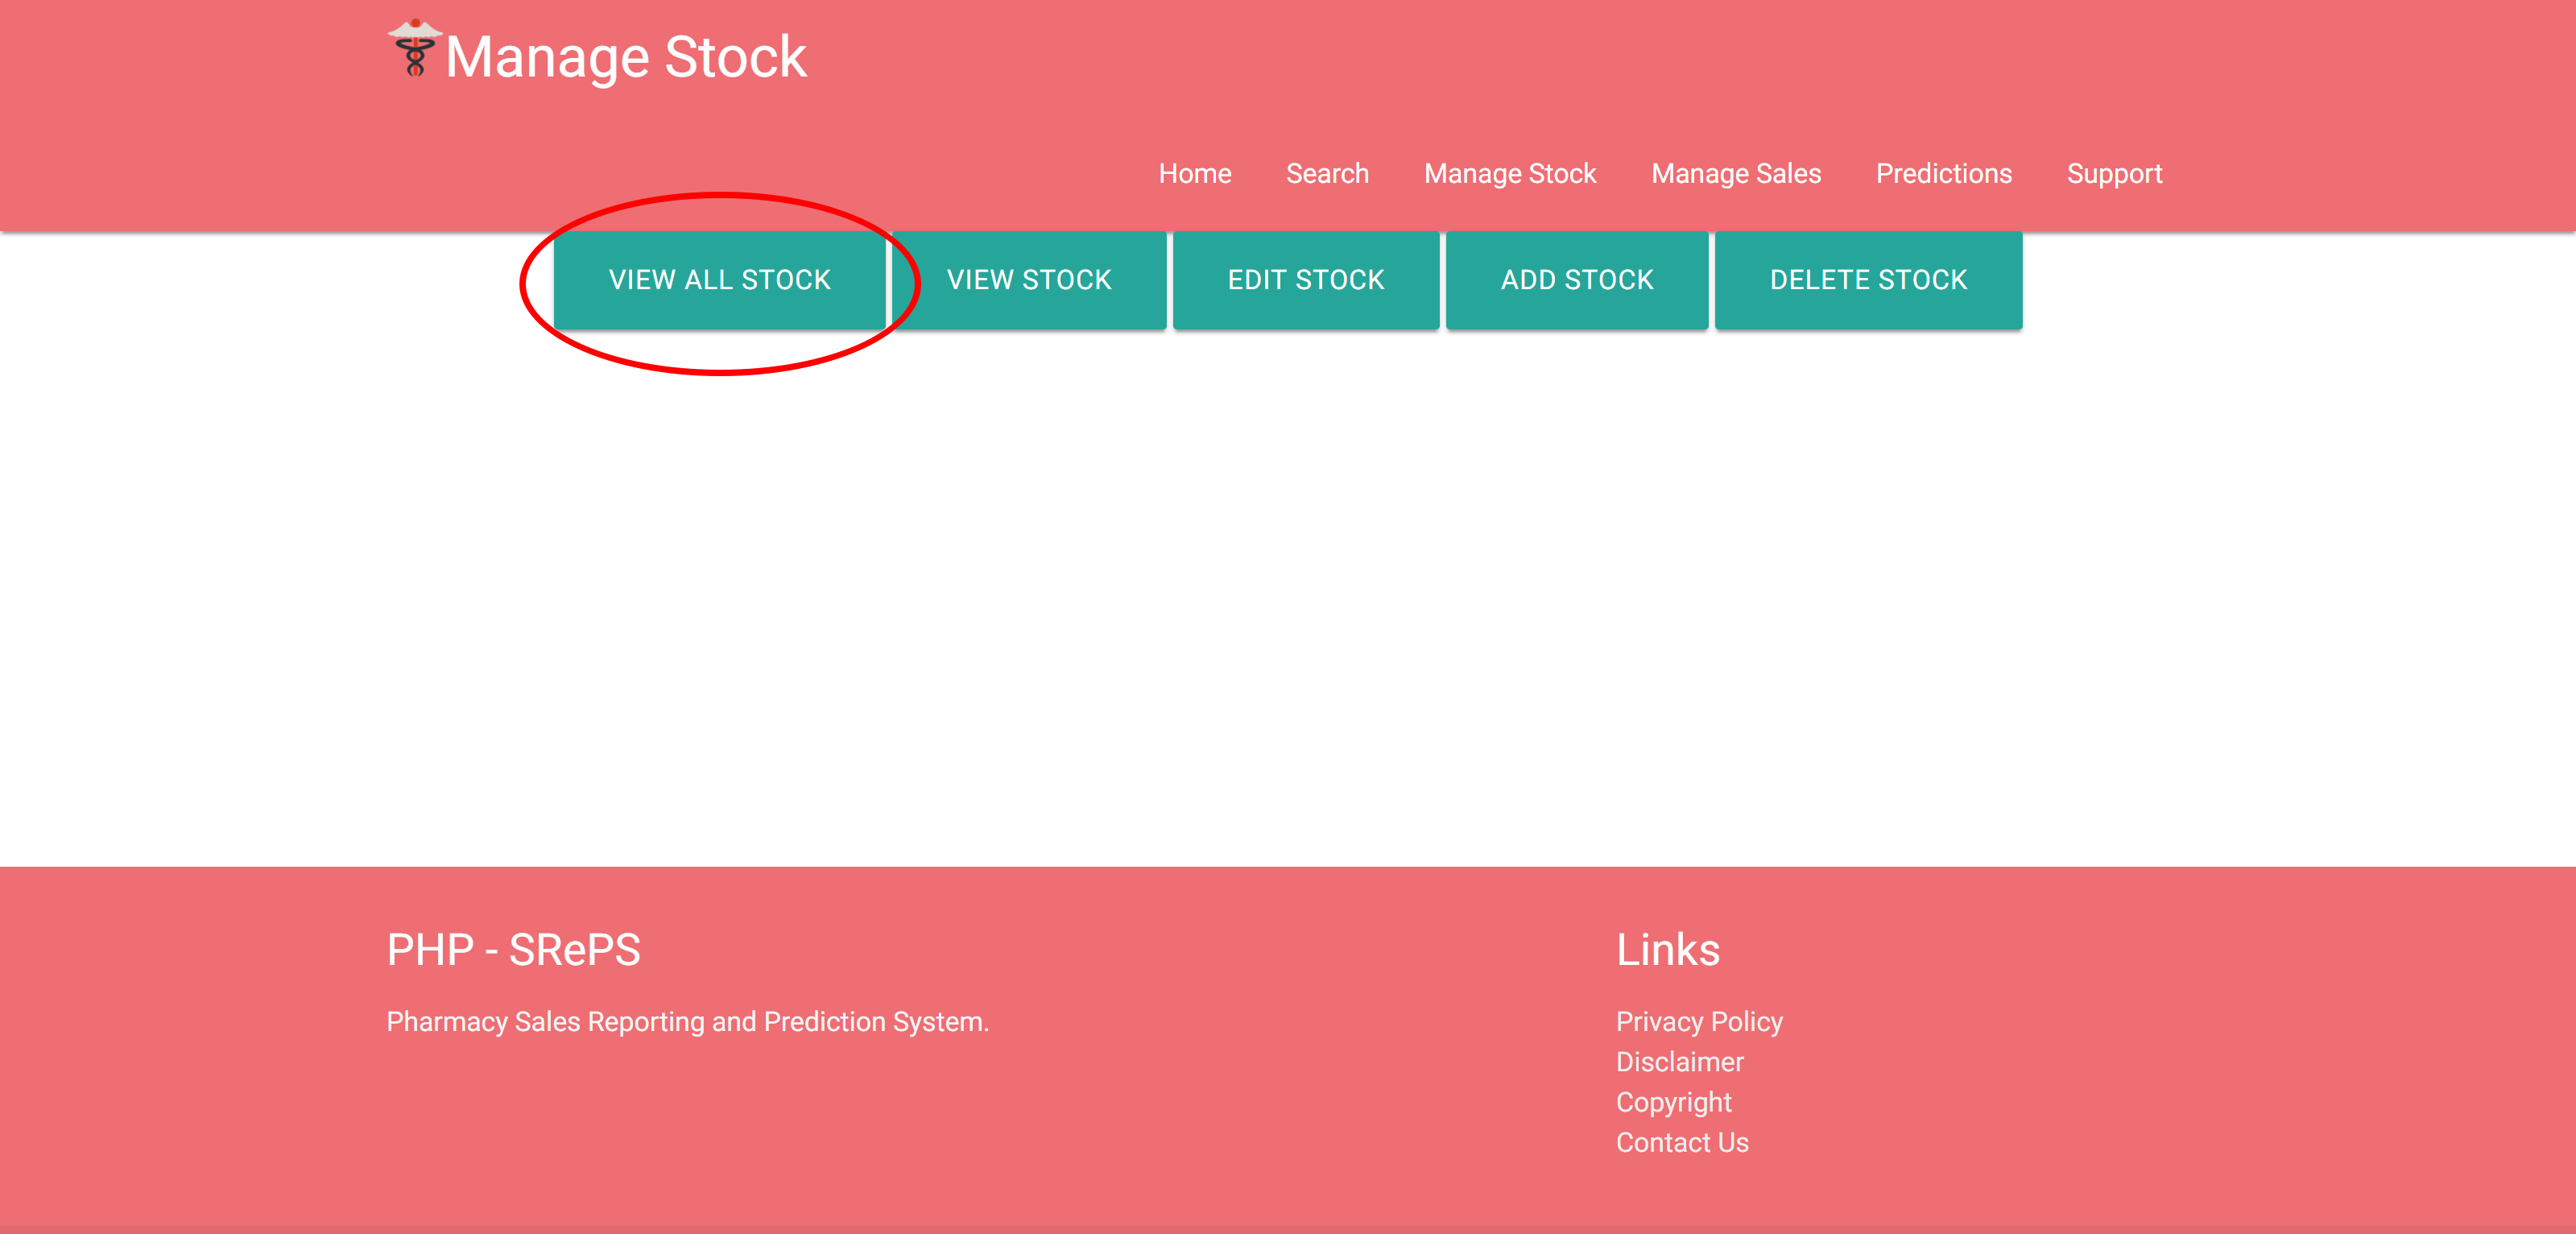 Manage Stock
Home Search Manage Stock Manage Sales Predictions Support
VIEW ALL STOCK VIEW STOCK EDIT STOCK ADD STOCK DELETE STOCK
PHP - SRePS
Pharmacy Sales Reporting and Prediction System.
Links
Privacy Policy
Disclaimer
Copyright
Contact Us